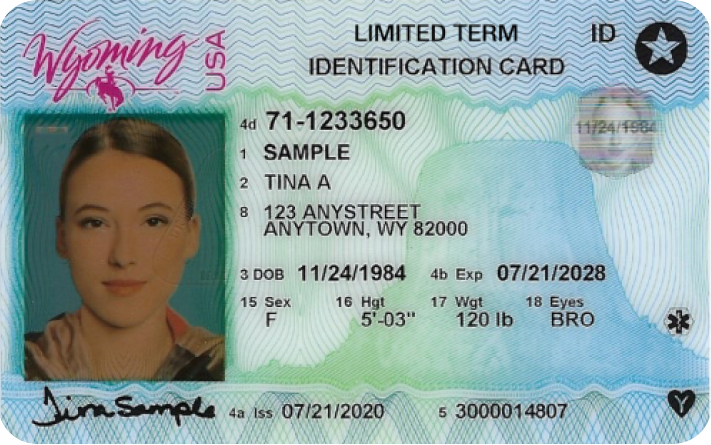 Wyoming
USA
LIMITED TERM
IDENTIFICATION CARD
ID
4d 71-1233650
11/24/1984
1 SAMPLE
2 TINA A
8 123 ANYSTREET
ANYTOWN, WY 82000
3 DOB 11/24/1984 4b Exp 07/21/2028
15 Sex 16 Hgt 17 Wgt 18 Eyes
F 5'-03" 120 lb BRO
Tina Sample
4a Iss 07/21/2020 5 3000014807
Y